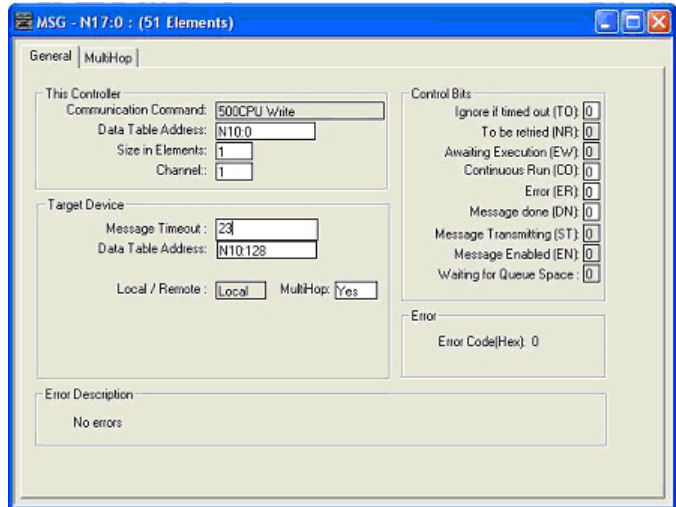 MSG - N17:0 : (51 Elements)
General MultiHop
This Controller
Communication Command: 500CPU Write
Data Table Address: N10:0
Size in Elements: 1
Channel:: 1
Target Device
Message Timeout : 23
Data Table Address: N10:128
Local / Remote : Local MultiHop: Yes
Control Bits
Ignore if timed out (TO): 0
To be retried (NR): 0
Awaiting Execution (EW): 0
Continuous Run (CO): 0
Error (ER): 0
Message done (DN): 0
Message Transmitting (ST): 0
Message Enabled (EN): 0
Waiting for Queue Space : 0
Error
Error Code(Hex): 0
Error Description
No errors